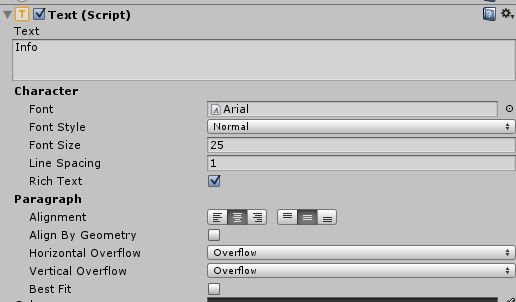 Text (Script)
Text
Info
Character
Font Arial
Font Style Normal
Font Size 25
Line Spacing 1
Rich Text
Paragraph
Alignment
Align By Geometry
Horizontal Overflow Overflow
Vertical Overflow Overflow
Best Fit